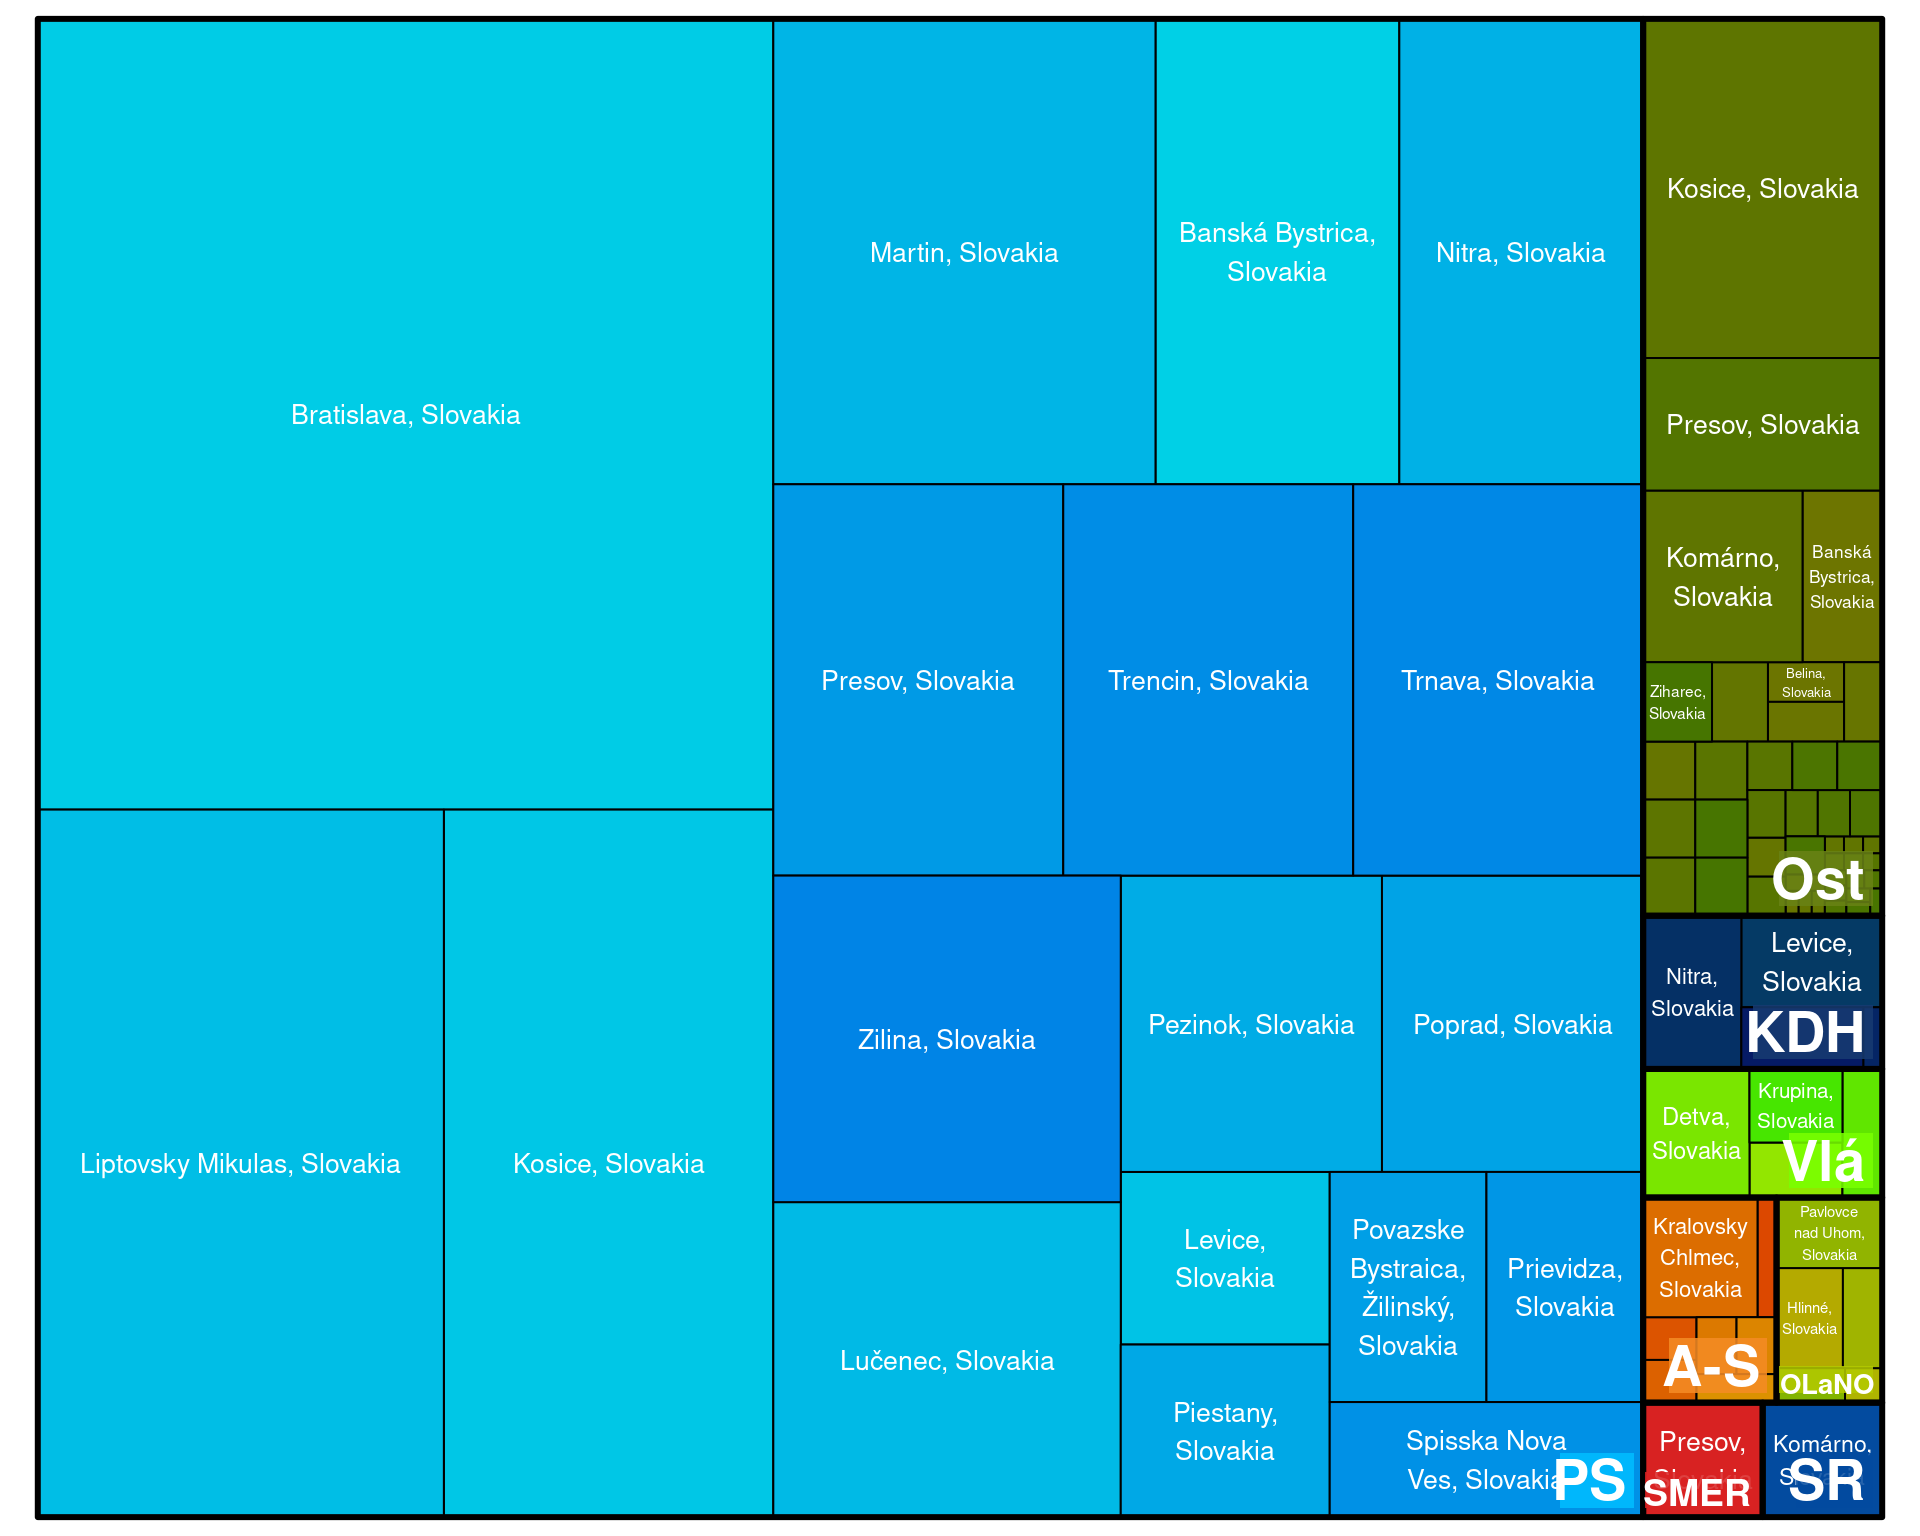 Bratislava, Slovakia
Liptovsky Mikulas, Slovakia
Kosice, Slovakia
Martin, Slovakia
Banská Bystrica,
Slovakia
Nitra, Slovakia
Presov, Slovakia
Trencin, Slovakia
Trnava, Slovakia
Zilina, Slovakia
Lučenec, Slovakia
Pezinok, Slovakia
Poprad, Slovakia
Levice,
Slovakia
Piestany,
Slovakia
Povazske
Bystraica,
Žilinský,
Slovakia
Prievidza,
Slovakia
Spisska Nova
Ves, Slovakia
PS
Kosice, Slovakia
Presov, Slovakia
Komárno,
Slovakia
Banská
Bystrica,
Slovakia
Ziharec,
Slovakia
Belina,
Slovakia
Ost
Nitra,
Slovakia
Levice,
Slovakia
KDH
Detva,
Slovakia
Krupina,
Slovakia
Vlá
Kralovsky
Chlmec,
Slovakia
A-S
Pavlovce
nad Uhom,
Slovakia
Hlinné,
Slovakia
OLaNO
Presov,
SMER
Komárno,
SR